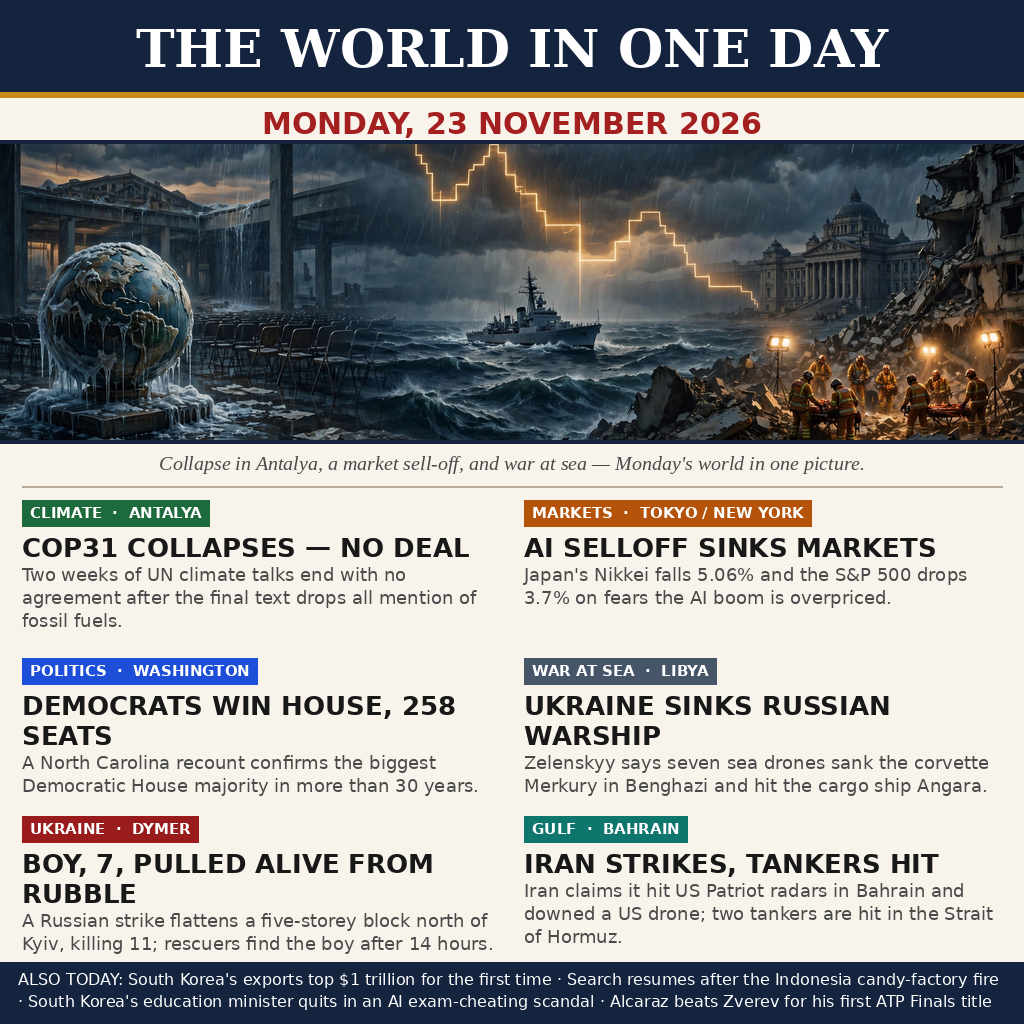 THE WORLD IN ONE DAY
MONDAY, 23 NOVEMBER 2026
Collapse in Antalya, a market sell-off, and war at sea — Monday's world in one picture.
CLIMATE · ANTALYA
COP31 COLLAPSES — NO DEAL
Two weeks of UN climate talks end with no
agreement after the final text drops all mention of
fossil fuels.
MARKETS · TOKYO / NEW YORK
AI SELLOFF SINKS MARKETS
Japan's Nikkei falls 5.06% and the S&P 500 drops
3.7% on fears the AI boom is overpriced.
POLITICS · WASHINGTON
DEMOCRATS WIN HOUSE, 258
SEATS
A North Carolina recount confirms the biggest
Democratic House majority in more than 30 years.
WAR AT SEA · LIBYA
UKRAINE SINKS RUSSIAN
WARSHIP
Zelenskyy says seven sea drones sank the corvette
Merkury in Benghazi and hit the cargo ship Angara.
UKRAINE · DYMER
BOY, 7, PULLED ALIVE FROM
RUBBLE
A Russian strike flattens a five-storey block north of
Kyiv, killing 11; rescuers find the boy after 14 hours.
GULF · BAHRAIN
IRAN STRIKES, TANKERS HIT
Iran claims it hit US Patriot radars in Bahrain and
downed a US drone; two tankers are hit in the Strait
of Hormuz.
ALSO TODAY: South Korea's exports top $1 trillion for the first time · Search resumes after the Indonesia candy-factory fire
· South Korea's education minister quits in an AI exam-cheating scandal · Alcaraz beats Zverev for his first ATP Finals title